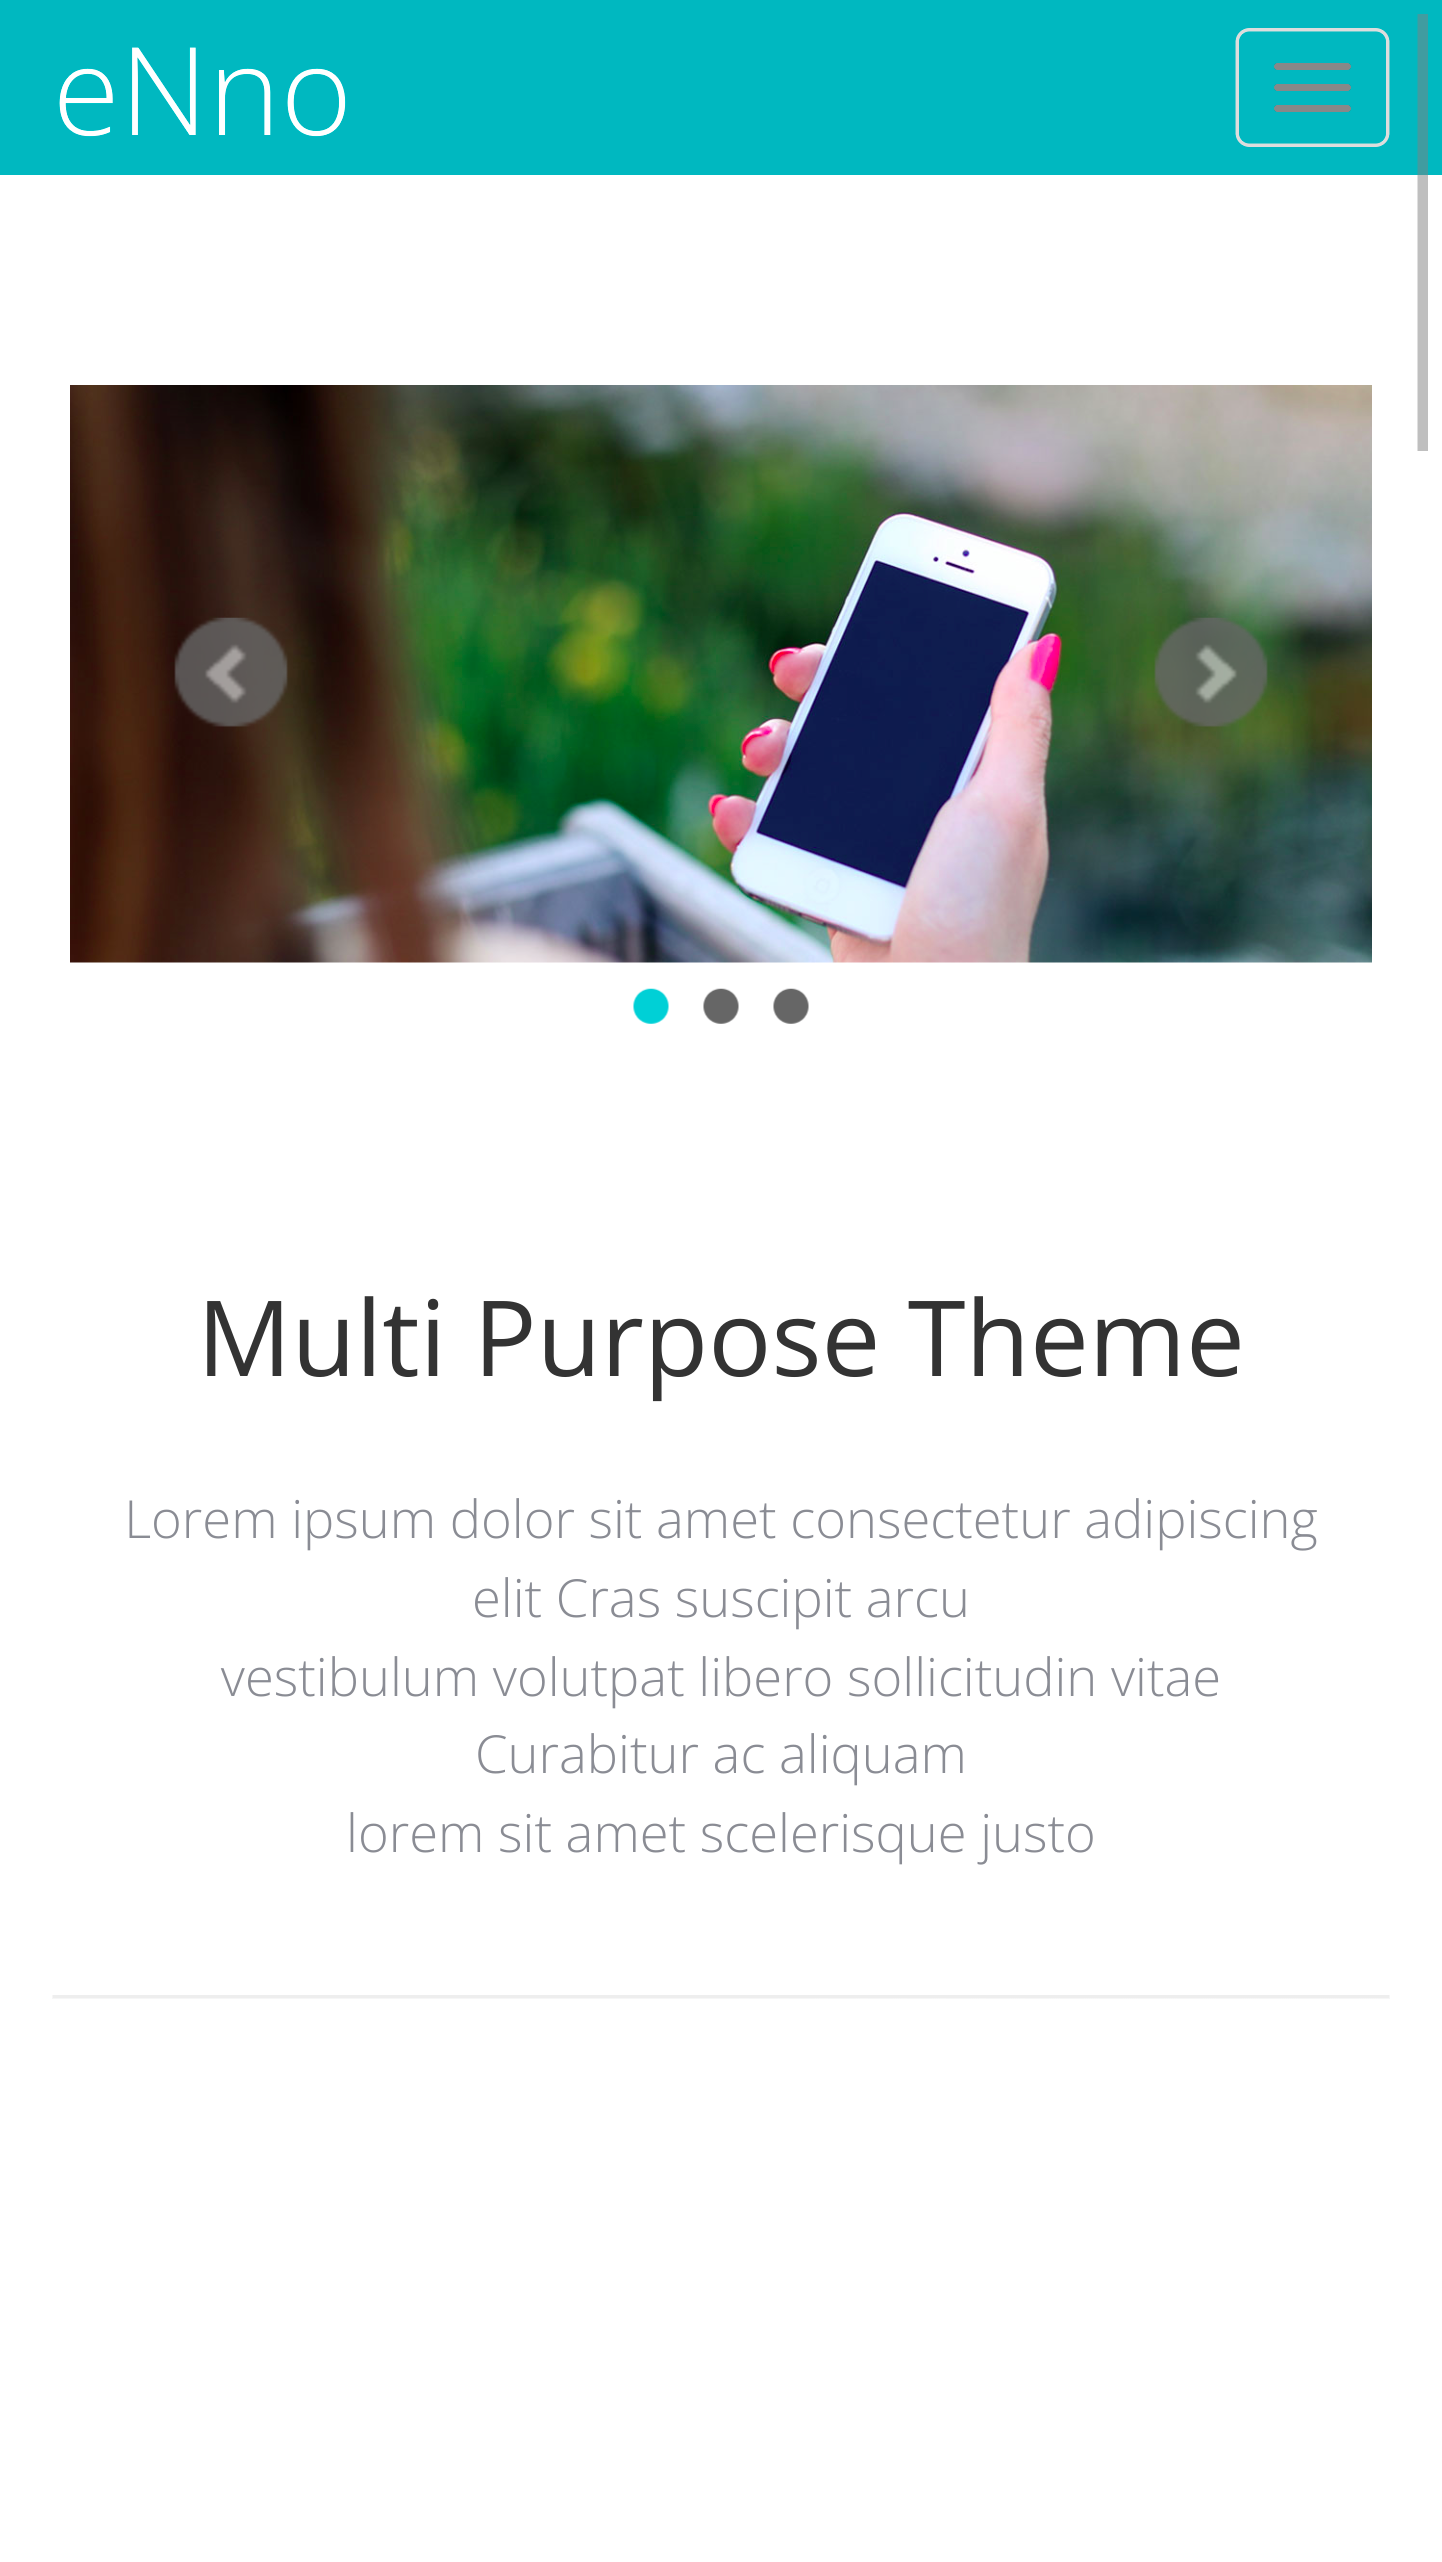 eNno
Multi Purpose Theme
Lorem ipsum dolor sit amet consectetur adipiscing
elit Cras suscipit arcu
vestibulum volutpat libero sollicitudin vitae
Curabitur ac aliquam
lorem sit amet scelerisque justo